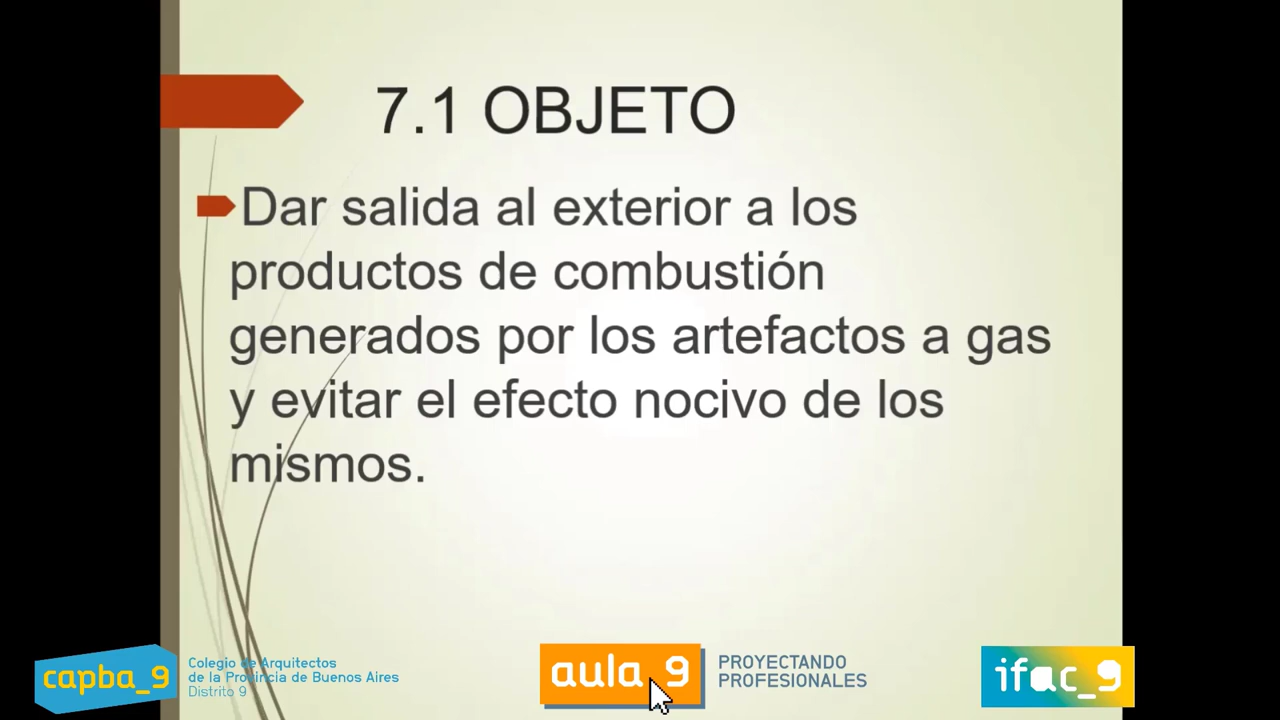 7.1 OBJETO
Dar salida al exterior a los
productos de combustión
generados por los artefactos a gas
y evitar el efecto nocivo de los
mismos.
capba_9
Colegio de Arquitectos
de la Provincia de Buenos Aires
Distrito 9
aula_9
PROYECTANDO
PROFESIONALES
ifac_9